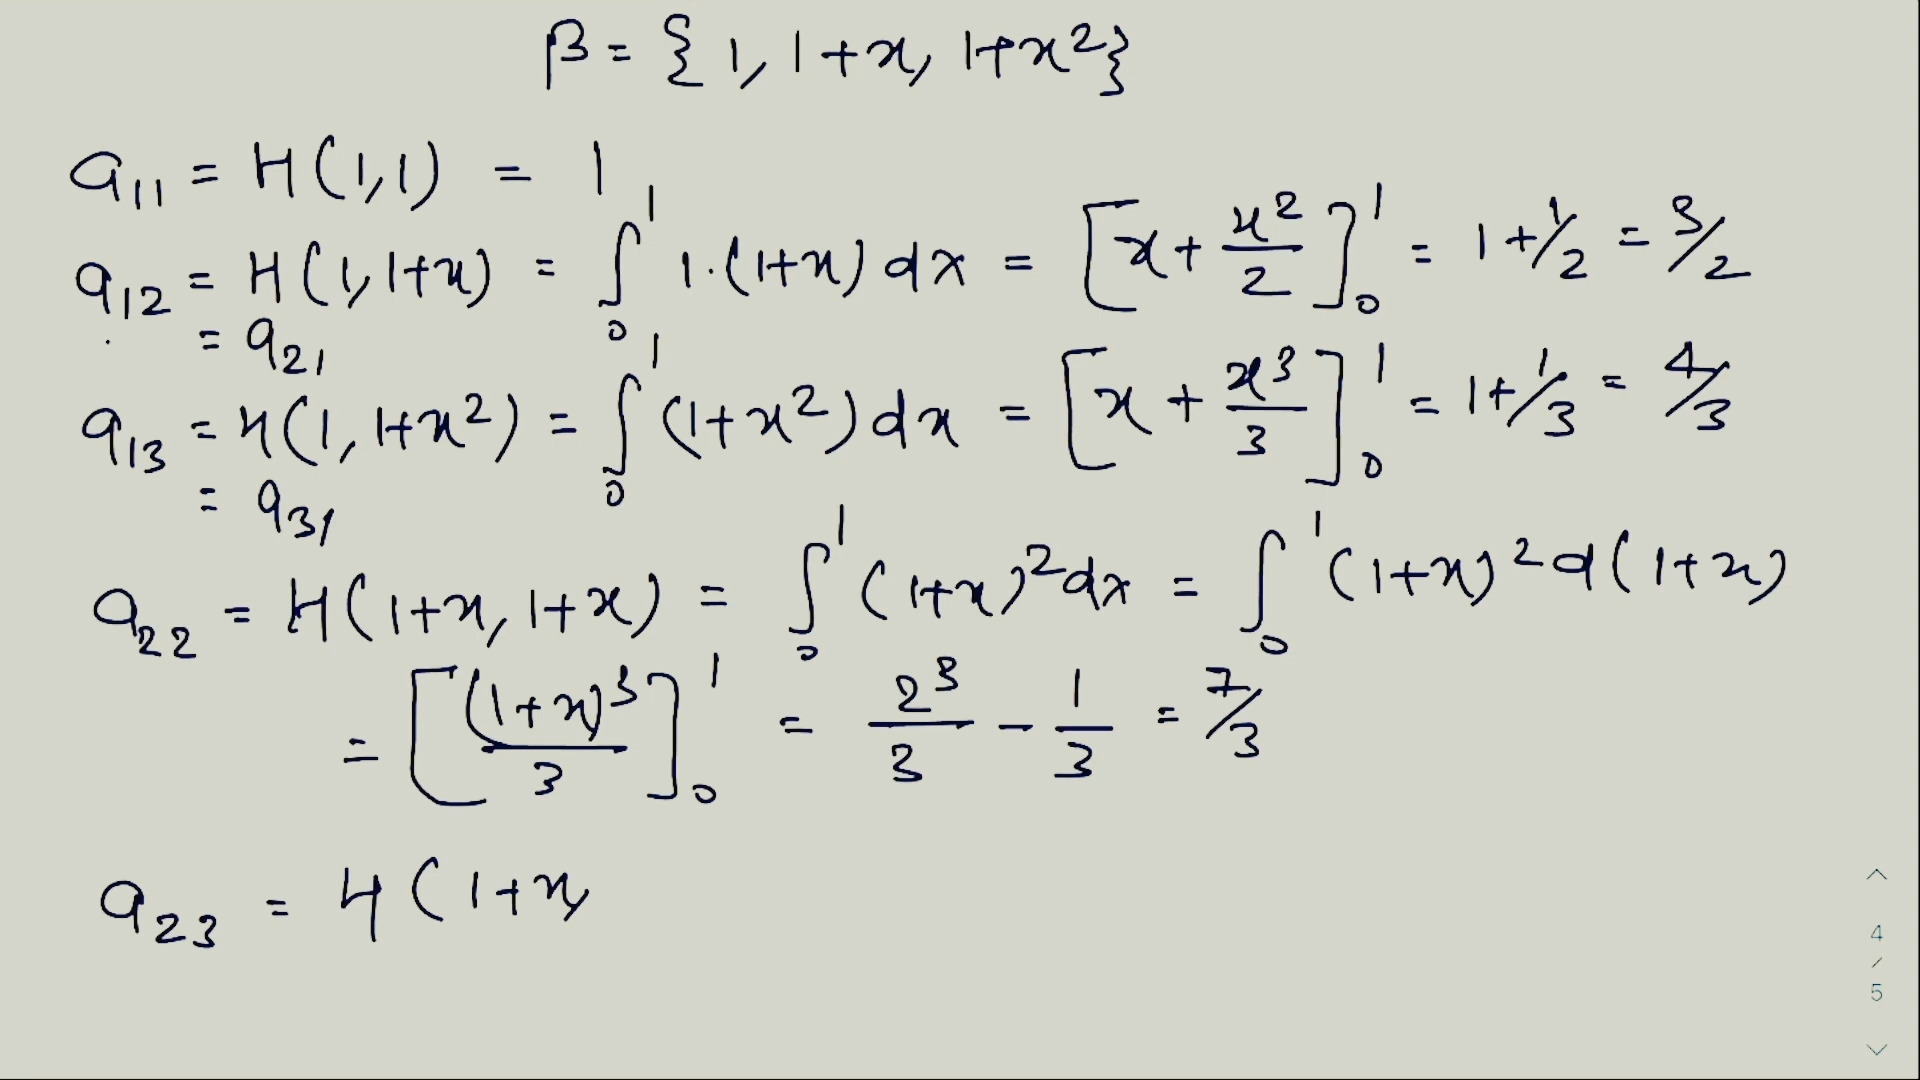 β = { 1, 1+x, 1+x² }
a₁₁ = H(1,1) = 1
a₁₂ = H(1,1+x) = ∫₀¹ 1·(1+x) dx = [x + x²/2]₀¹ = 1+1/2 = 3/2
= a₂₁
a₁₃ = H(1, 1+x²) = ∫₀¹ (1+x²) dx = [x + x³/3]₀¹ = 1+1/3 = 4/3
= a₃₁
a₂₂ = H(1+x, 1+x) = ∫₀¹ (1+x)² dx = ∫₀¹ (1+x)² d(1+x)
= [(1+x)³/3]₀¹ = 2³/3 - 1/3 = 7/3
a₂₃ = H(1+x,
4
/
5